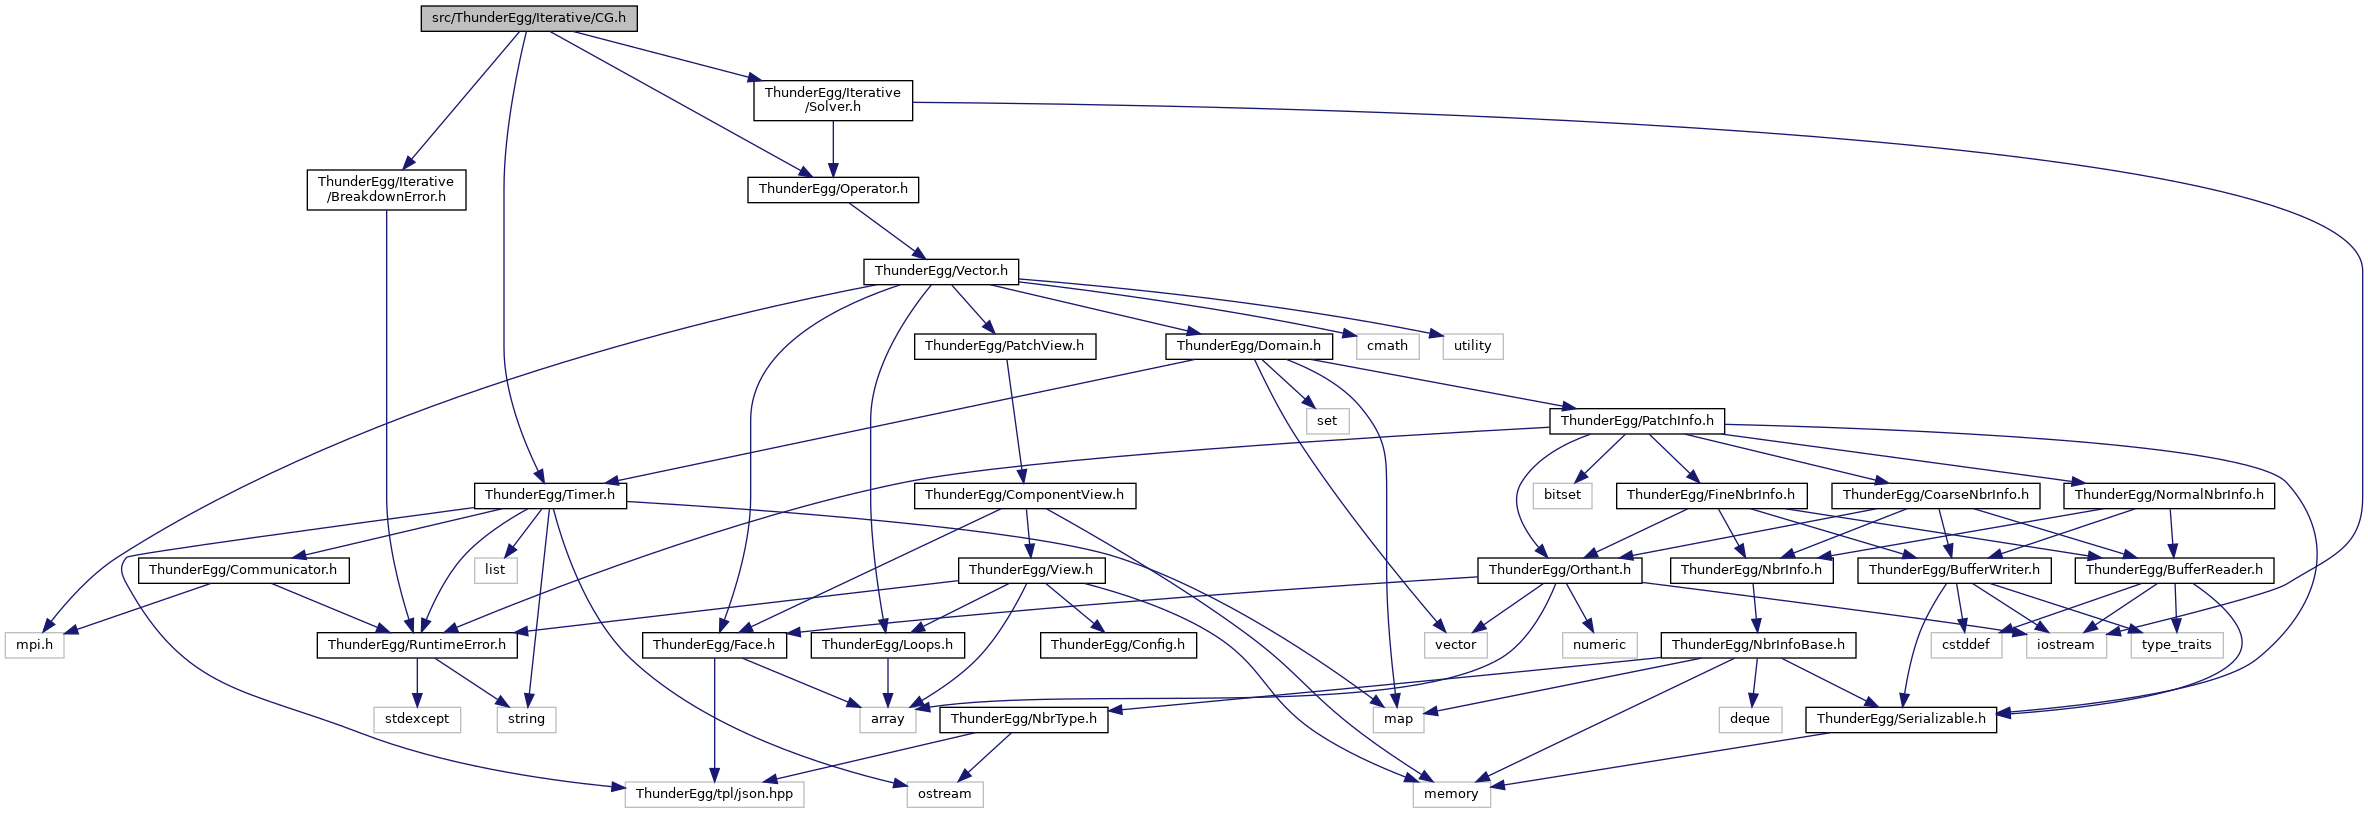 src/ThunderEgg/Iterative/CG.h
ThunderEgg/Iterative
/Solver.h
ThunderEgg/Iterative
/BreakdownError.h
ThunderEgg/Operator.h
ThunderEgg/Vector.h
ThunderEgg/PatchView.h
ThunderEgg/Domain.h
cmath
utility
set
ThunderEgg/PatchInfo.h
ThunderEgg/Timer.h
ThunderEgg/ComponentView.h
bitset
ThunderEgg/FineNbrInfo.h
ThunderEgg/CoarseNbrInfo.h
ThunderEgg/NormalNbrInfo.h
ThunderEgg/Communicator.h
list
ThunderEgg/View.h
ThunderEgg/Orthant.h
ThunderEgg/NbrInfo.h
ThunderEgg/BufferWriter.h
ThunderEgg/BufferReader.h
mpi.h
ThunderEgg/RuntimeError.h
ThunderEgg/Face.h
ThunderEgg/Loops.h
ThunderEgg/Config.h
vector
numeric
ThunderEgg/NbrInfoBase.h
cstddef
iostream
type_traits
stdexcept
string
array
ThunderEgg/NbrType.h
map
deque
ThunderEgg/Serializable.h
ThunderEgg/tpl/json.hpp
ostream
memory